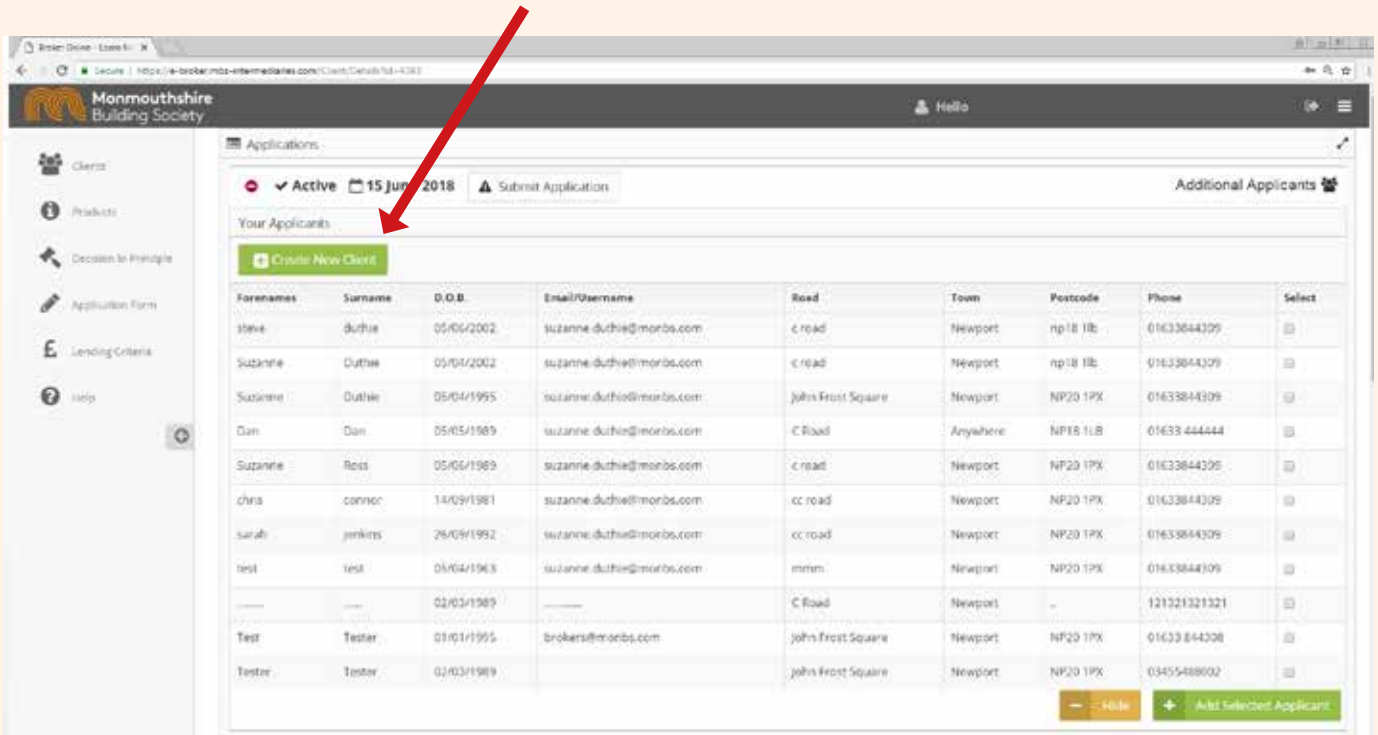 Broker Online - 
Secure | https://e-broker.mbs-intermediaries.com/Client/Details?id=
Monmouthshire
Building Society
Hello
Applications
Active 15 Jun 2018 Submit Application Additional Applicants
Your Applicants
Create New Client
Clients
Products
Decision In Principle
Application Form
Lending Criteria
Help
Forenames Surname D.O.B. Email/Username Road Town Postcode Phone Select
steve duthie 05/06/2002 suzanne.duthie@monbs.com c road Newport np18 1lb 01633844309
Suzanne Duthie 05/04/2002 suzanne.duthie@monbs.com c road Newport np18 1lb 01633844309
Suzanne Duthie 05/04/1995 suzanne.duthie@monbs.com John Frost Square Newport NP20 1PX 01633844309
Dan Dan 05/05/1989 suzanne.duthie@monbs.com C Road Anywhere NP18 1LB 01633 444444
Suzanne Ross 05/06/1989 suzanne.duthie@monbs.com c road Newport NP20 1PX 01633844309
chris connor 14/09/1981 suzanne.duthie@monbs.com cc road Newport NP20 1PX 01633844309
sarah jenkins 26/09/1992 suzanne.duthie@monbs.com cc road Newport NP20 1PX 01633844309
test test 05/04/1963 suzanne.duthie@monbs.com mmm Newport NP20 1PX 01633844309
........ ...... 02/03/1989 ........... C Road Newport .. 121321321321
Test Tester 01/01/1995 brokers@monbs.com John Frost Square Newport NP20 1PX 01633 844308
Tester Tester 02/03/1989 John Frost Square Newport NP20 1PX 03455488002
Hide Add Selected Applicant